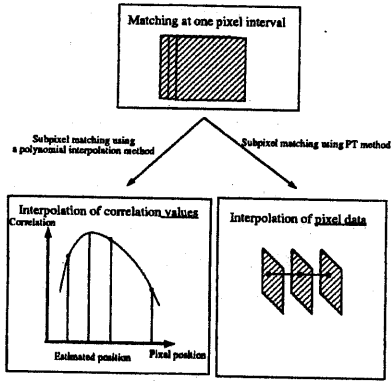 Matching at one pixel interval
Subpixel matching using
a polynomial interpolation method
Subpixel matching using PT method
Interpolation of correlation values
Correlation
Estimated position
Pixel position
Interpolation of pixel data